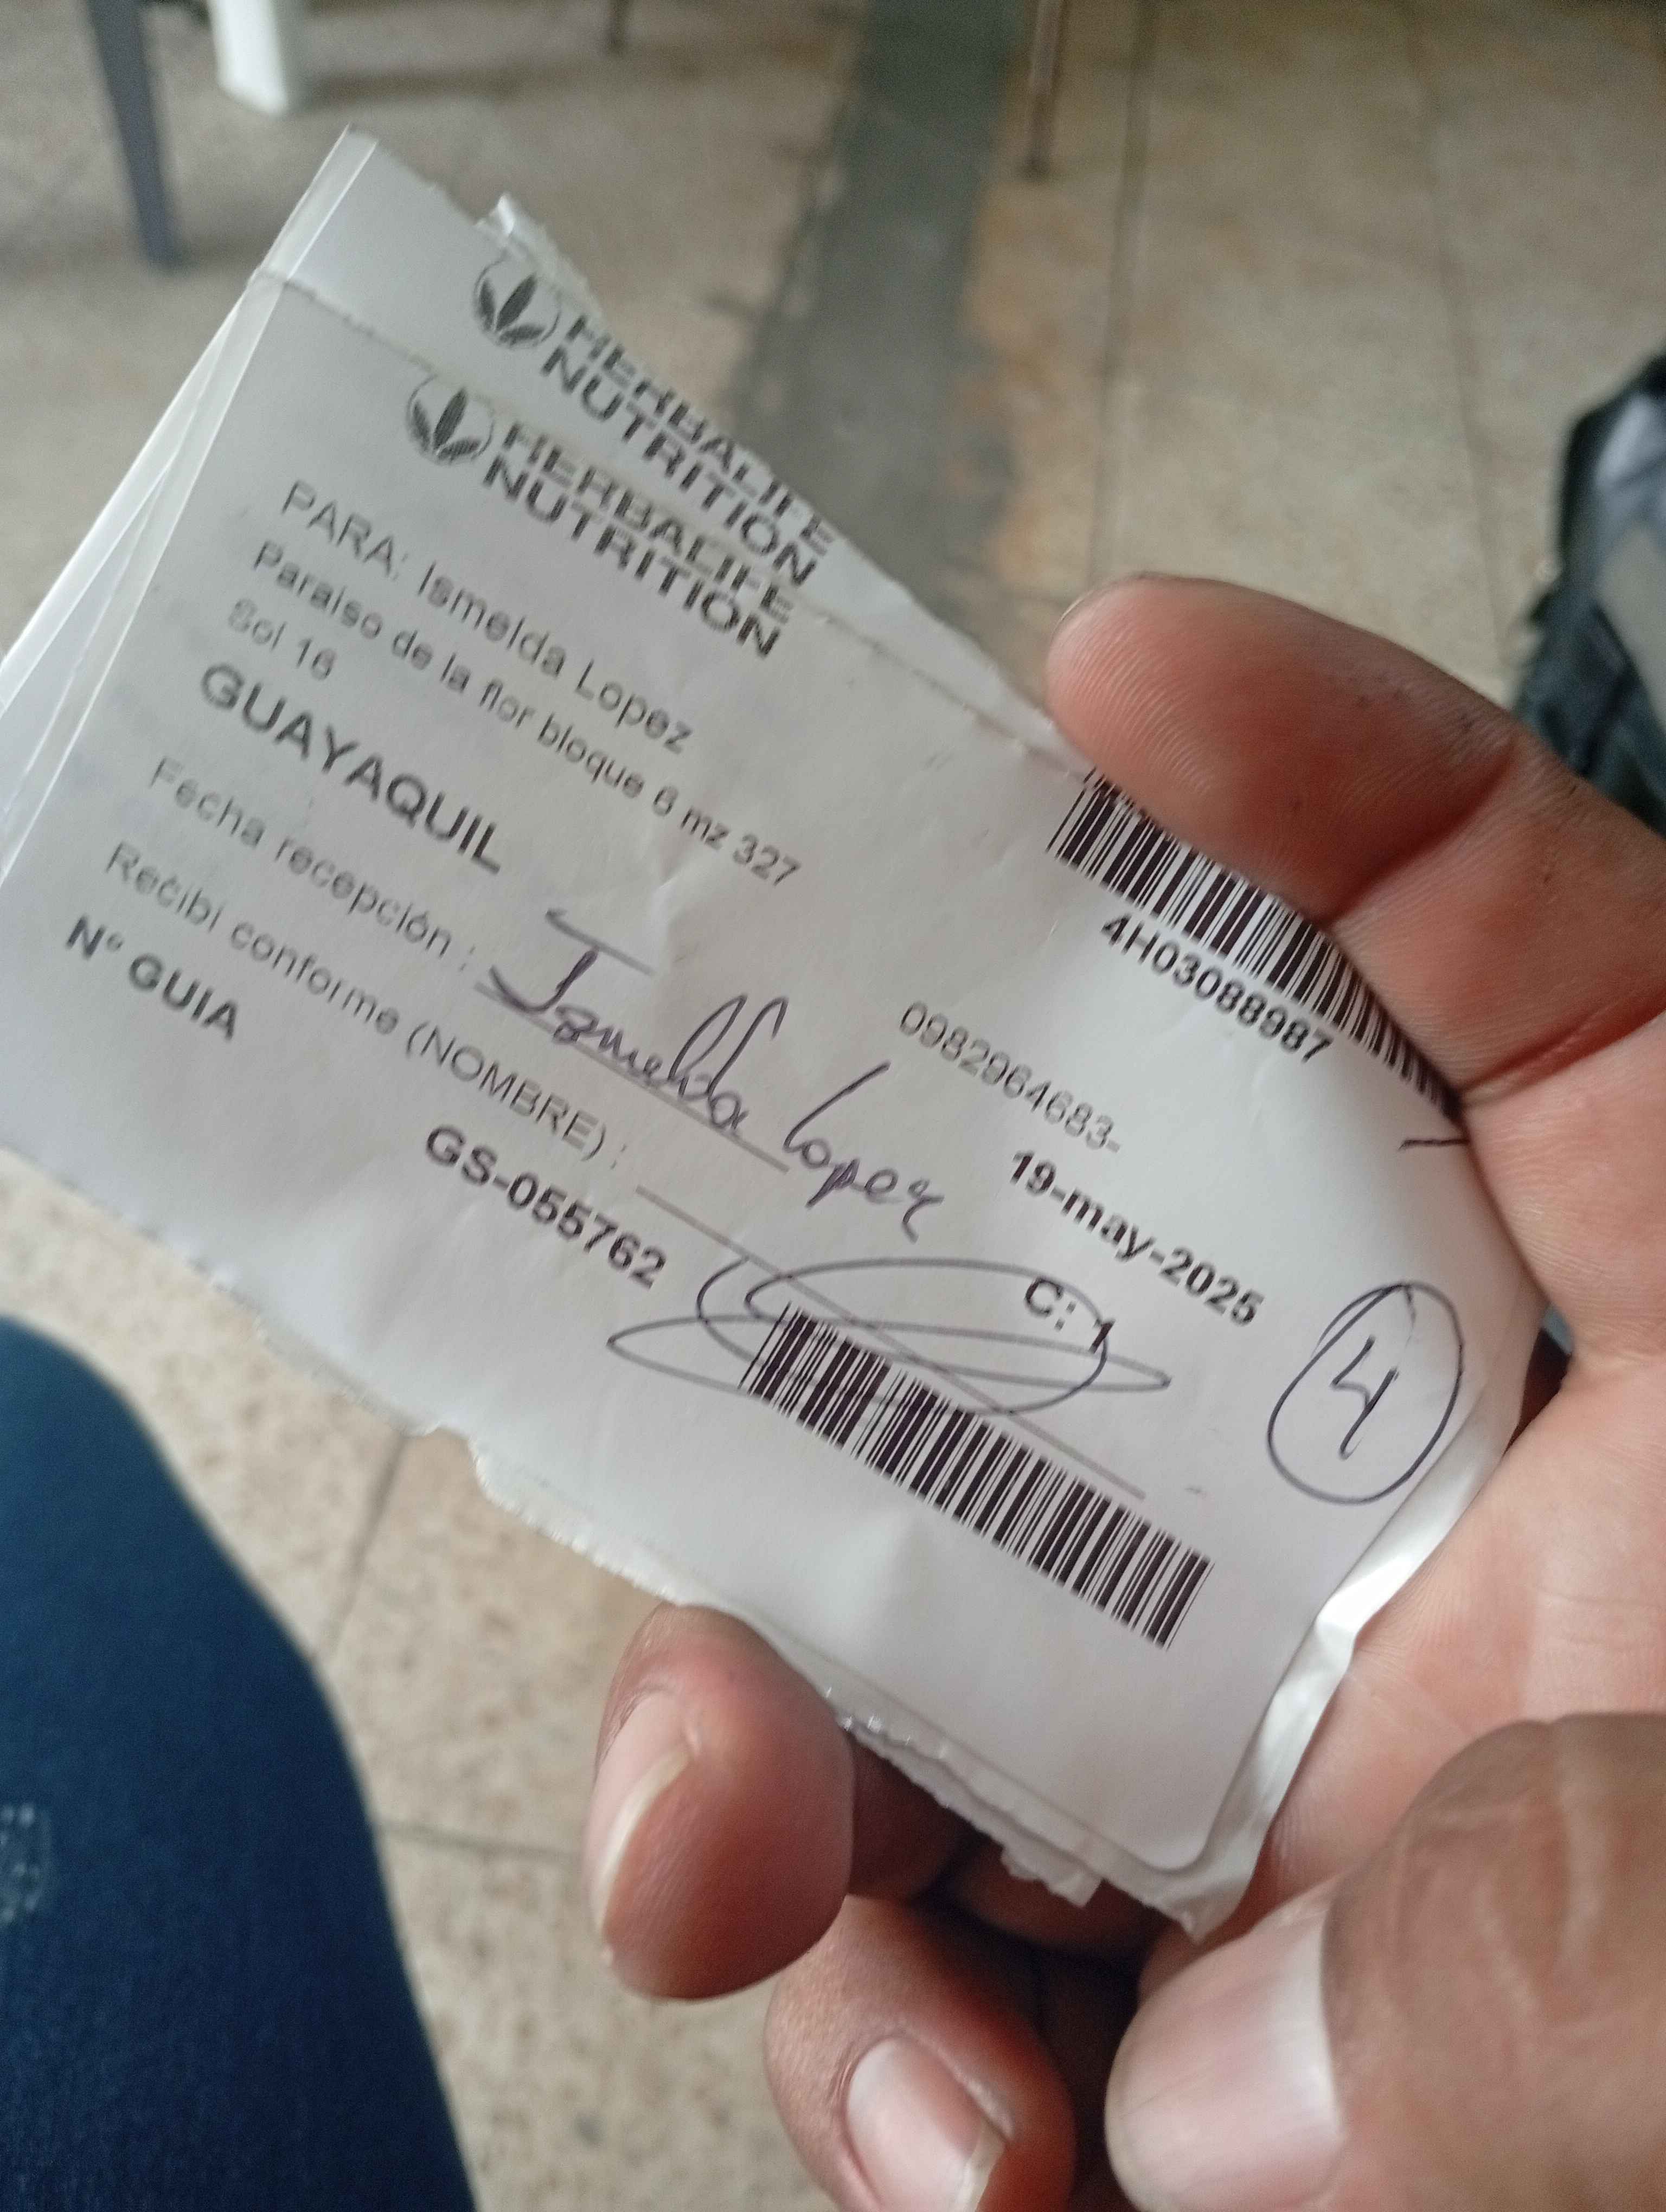 HERBALIFE
NUTRITION
HERBALIFE
NUTRITION
4H03088987
PARA: Ismelda Lopez
Paraiso de la flor bloque 6 mz 327
Sol 16
0982964683-
GUAYAQUIL
19-may-2025
Fecha recepción :
Ismelda Lopez
Recibi conforme (NOMBRE) :
C: 1
4
Nº GUIA
GS-055762